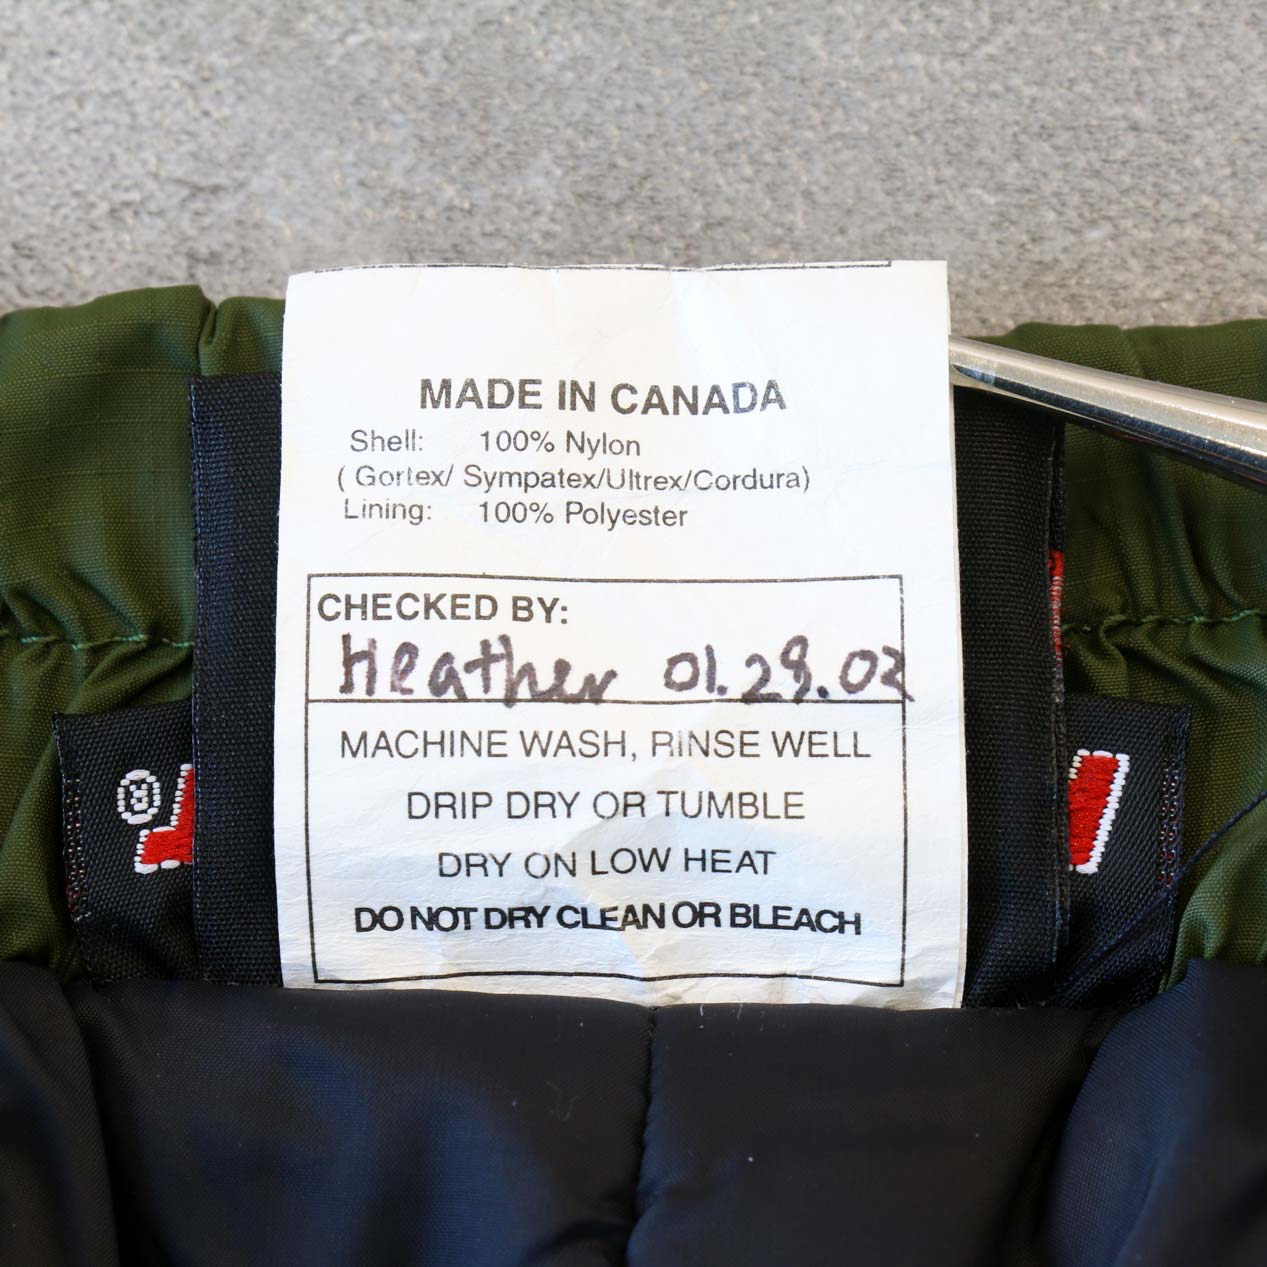 MADE IN CANADA
Shell: 100% Nylon
( Gortex/ Sympatex/Ultrex/Cordura)
Lining: 100% Polyester
CHECKED BY:
Heather 01.29.02
MACHINE WASH, RINSE WELL
DRIP DRY OR TUMBLE
DRY ON LOW HEAT
DO NOT DRY CLEAN OR BLEACH
®